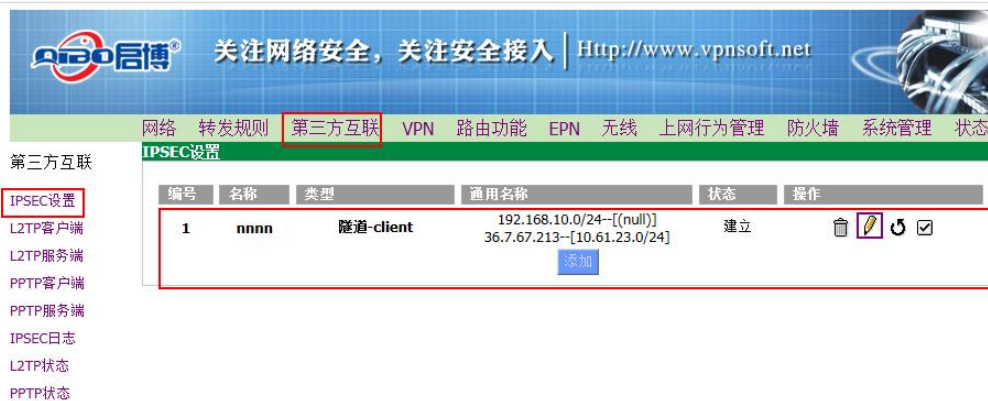 QiBO启博®
关注网络安全，关注安全接入 | Http://www.vpnsoft.net
网络 转发规则 第三方互联 VPN 路由功能 EPN 无线 上网行为管理 防火墙 系统管理 状态
第三方互联
IPSEC设置
L2TP客户端
L2TP服务端
PPTP客户端
PPTP服务端
IPSEC日志
L2TP状态
PPTP状态
IPSEC设置
编号 名称 类型 通用名称 状态 操作
1 nnnn 隧道-client 192.168.10.0/24--[(null)] 建立
36.7.67.213--[10.61.23.0/24]
添加